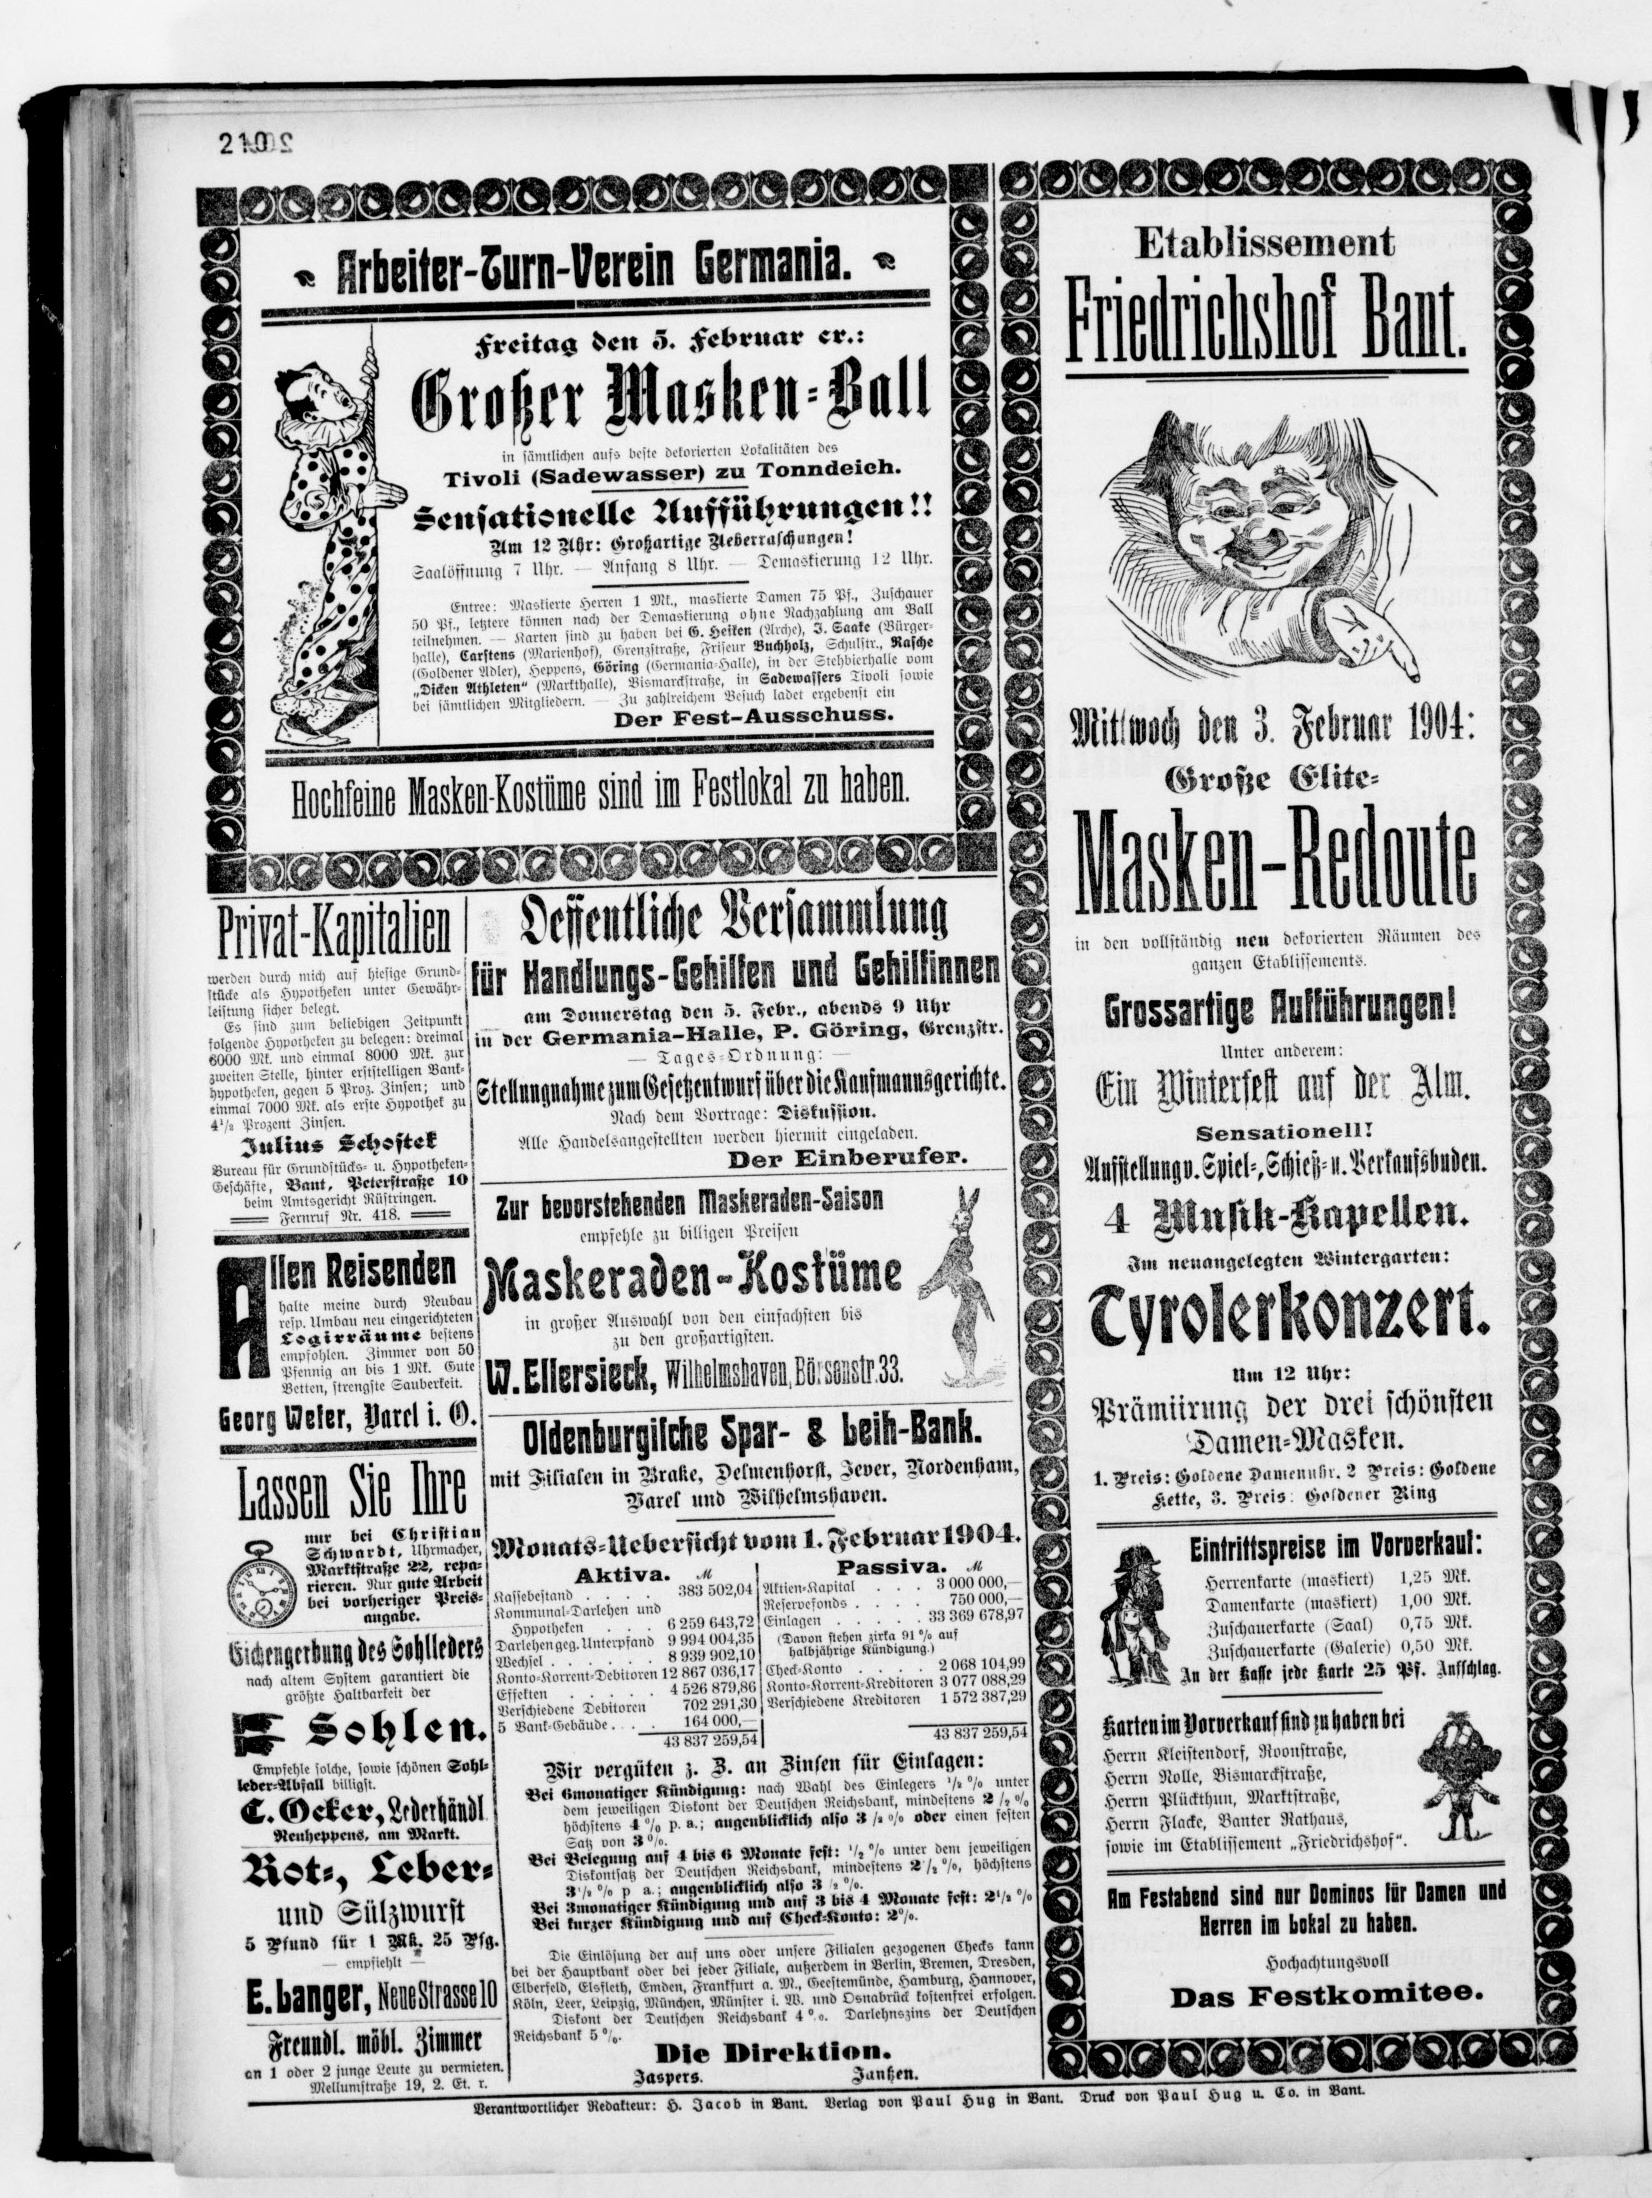 Arbeiter-Turn-Verein Germania.
Freitag den 5. Februar cr.:
Großer Masken-Ball
in sämtlichen aufs beste dekorierten Lokalitäten des
Tivoli (Sadewasser) zu Tonndeich.
Sensationelle Aufführungen!!
Um 12 Uhr: Großartige Ueberraschungen!
Saalöffnung 7 Uhr. — Anfang 8 Uhr. — Demaskierung 12 Uhr.
Entree: Maskierte Herren 1 Mk., maskierte Damen 75 Pf., Zuschauer
50 Pf., letztere können nach der Demaskierung ohne Nachzahlung am Ball
teilnehmen. — Karten sind zu haben bei G. Heiken (Arche), J. Saake (Bürger-
halle), Carstens (Marienhof), Grenzstraße, Friseur Buchholz, Schulstr., Rasche
(Goldener Adler), Heppens, Göring (Germania-Halle), in der Stehbierhalle vom
„Dicken Athleten“ (Markthalle), Bismarckstraße, in Sadewassers Tivoli sowie
bei sämtlichen Mitgliedern. — Zu zahlreichem Besuch ladet ergebenst ein
Der Fest-Ausschuss.
Hochfeine Masken-Kostüme sind im Festlokal zu haben.
Privat-Kapitalien
werden durch mich auf hiesige Grund-
stücke als Hypotheken unter Gewähr-
leistung sicher belegt.
Es sind zum beliebigen Zeitpunkt
folgende Hypotheken zu belegen: dreimal
6000 Mk. und einmal 8000 Mk. zur
zweiten Stelle, hinter erststelligen Bank-
hypotheken, gegen 5 Proz. Zinsen; und
einmal 7000 Mk. als erste Hypothek zu
4½ Prozent Zinsen.
Julius Schostek
Bureau für Grundstücks- u. Hypotheken-
Geschäfte, Bant, Peterstraße 10
beim Amtsgericht Rüstringen.
Fernruf Nr. 418.
Allen Reisenden
halte meine durch Neubau
resp. Umbau neu eingerichteten
Logirräume bestens
empfohlen. Zimmer von 50
Pfennig an bis 1 Mk. Gute
Betten, strengste Sauberkeit.
Georg Wefer, Varel i. O.
Lassen Sie Ihre
nur bei Christian
Schwardt, Uhrmacher,
Marktstraße 22, repa-
rieren. Nur gute Arbeit
bei vorheriger Preis-
angabe.
Eichengerbung des Sohlleders
nach altem System garantiert die
größte Haltbarkeit der
Sohlen.
Empfehle solche, sowie schönen Sohl-
leder-Abfall billigst.
C. Ocker, Lederhändl
Neuheppens, am Markt.
Rot-, Leber-
und Sülzwurst
5 Pfund für 1 Mk. 25 Pfg.
— empfiehlt —
E. Langer, Neue Strasse 10
Freundl. möbl. Zimmer
an 1 oder 2 junge Leute zu vermieten.
Mellumstraße 19, 2. Et. r.
Oeffentliche Versammlung
für Handlungs-Gehilfen und Gehilfinnen
am Donnerstag den 5. Febr., abends 9 Uhr
in der Germania-Halle, P. Göring, Grenzstr.
— Tages-Ordnung: —
Stellungnahme zum Gesetzentwurf über die Kaufmannsgerichte.
Nach dem Vortrage: Diskussion.
Alle Handelsangestellten werden hiermit eingeladen.
Der Einberufer.
Zur bevorstehenden Maskeraden-Saison
empfehle zu billigen Preisen
Maskeraden-Kostüme
in großer Auswahl von den einfachsten bis
zu den großartigsten.
W. Ellersieck, Wilhelmshaven, Börsenstr. 33.
Oldenburgische Spar- & Leih-Bank.
mit Filialen in Brake, Delmenhorst, Jever, Nordenham,
Varel und Wilhelmshaven.
Monats-Uebersicht vom 1. Februar 1904.
Aktiva. M
Kassebestand . . . . 383 502,04
Kommunal-Darlehen und
Hypotheken . . . 6 259 643,72
Darlehen geg. Unterpfand 9 994 004,35
Wechsel . . . . . . 8 939 902,10
Konto-Korrent-Debitoren 12 867 036,17
Effekten . . . . . 4 526 879,86
Verschiedene Debitoren 702 291,30
5 Bank-Gebäude . . . 164 000,—
43 837 259,54
Passiva. M
Aktien-Kapital . . . 3 000 000,—
Reservefonds . . . . 750 000,—
Einlagen . . . . . 33 369 678,97
(Davon stehen zirka 91 % auf
halbjährige Kündigung.)
Check-Konto . . . . 2 068 104,99
Konto-Korrent-Kreditoren 3 077 088,29
Verschiedene Kreditoren 1 572 387,29
43 837 259,54
Wir vergüten z. Z. an Zinsen für Einlagen:
Bei 6monatiger Kündigung: nach Wahl des Einlegers ½ % unter
dem jeweiligen Diskont der Deutschen Reichsbank, mindestens 2 ½ %
höchstens 4 % p. a.; augenblicklich also 3 ½ % oder einen festen
Satz von 3 %.
Bei Belegung auf 4 bis 6 Monate fest: ½ % unter dem jeweiligen
Diskontsatz der Deutschen Reichsbank, mindestens 2 ½ %, höchstens
3 ½ % p a.; augenblicklich also 3 ½ %.
Bei 3monatiger Kündigung und auf 3 bis 4 Monate fest: 2½ %
Bei kurzer Kündigung und auf Check-Konto: 2%.
Die Einlösung der auf uns oder unsere Filialen gezogenen Checks kann
bei der Hauptbank oder bei jeder Filiale, außerdem in Berlin, Bremen, Dresden,
Elberfeld, Elsfleth, Emden, Frankfurt a. M., Geestemünde, Hamburg, Hannover,
Köln, Leer, Leipzig, München, Münster i. W. und Osnabrück kostenfrei erfolgen.
Diskont der Deutschen Reichsbank 4 %. Darlehnszins der Deutschen
Reichsbank 5 %.
Die Direktion.
Jaspers. Janßen.
Etablissement
Friedrichshof Bant.
Mittwoch den 3. Februar 1904:
Große Elite-
Masken-Redoute
in den vollständig neu dekorierten Räumen des
ganzen Etablissements.
Grossartige Aufführungen!
Unter anderem:
Ein Winterfest auf der Alm.
Sensationell!
Aufstellung v. Spiel-, Schieß- u. Verkaufsbuden.
4 Musik-Kapellen.
Im neuangelegten Wintergarten:
Tyrolerkonzert.
Um 12 Uhr:
Prämiirung der drei schönsten
Damen-Masken.
1. Preis: Goldene Damenuhr. 2 Preis: Goldene
Kette, 3. Preis: Goldener Ring
Eintrittspreise im Vorverkauf:
Herrenkarte (maskiert) 1,25 Mk.
Damenkarte (maskiert) 1,00 Mk.
Zuschauerkarte (Saal) 0,75 Mk.
Zuschauerkarte (Galerie) 0,50 Mk.
An der Kasse jede Karte 25 Pf. Aufschlag.
Karten im Vorverkauf sind zu haben bei
Herrn Kleistendorf, Roonstraße,
Herrn Nolle, Bismarckstraße,
Herrn Plückthun, Marktstraße,
Herrn Flacke, Banter Rathaus,
sowie im Etablissement „Friedrichshof“.
Am Festabend sind nur Dominos für Damen und
Herren im Lokal zu haben.
Hochachtungsvoll
Das Festkomitee.
Verantwortlicher Redakteur: H. Jacob in Bant. Verlag von Paul Hug in Bant. Druck von Paul Hug u. Co. in Bant.